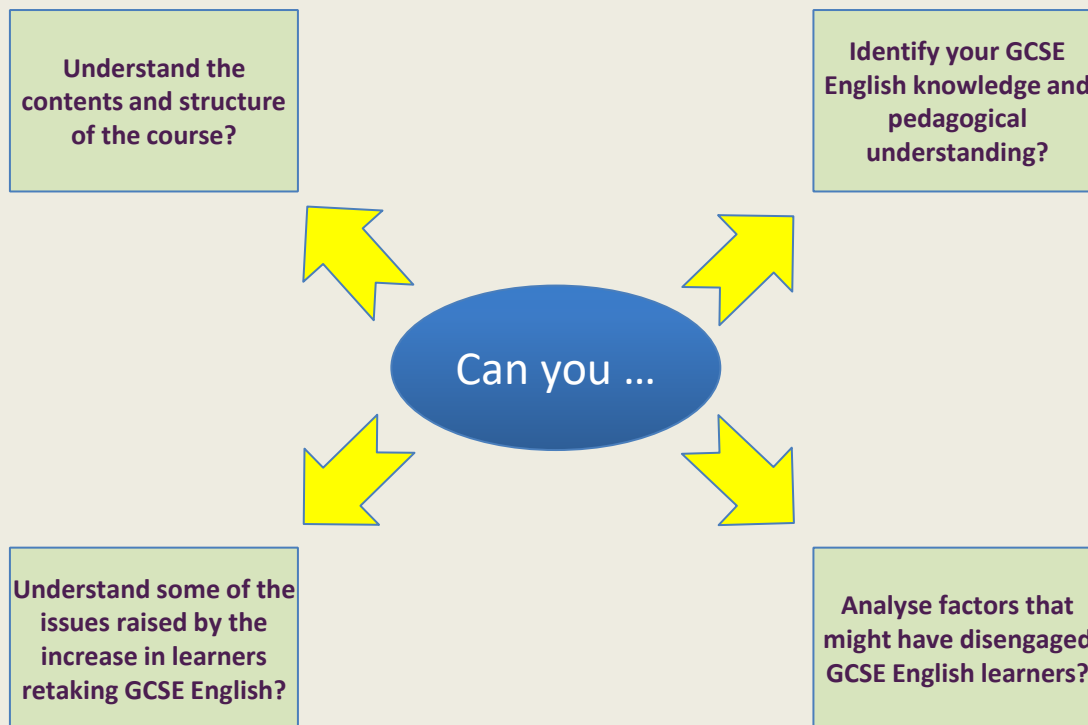 Understand the
contents and structure
of the course?
Identify your GCSE
English knowledge and
pedagogical
understanding?
Can you ...
Understand some of the
issues raised by the
increase in learners
retaking GCSE English?
Analyse factors that
might have disengaged
GCSE English learners?